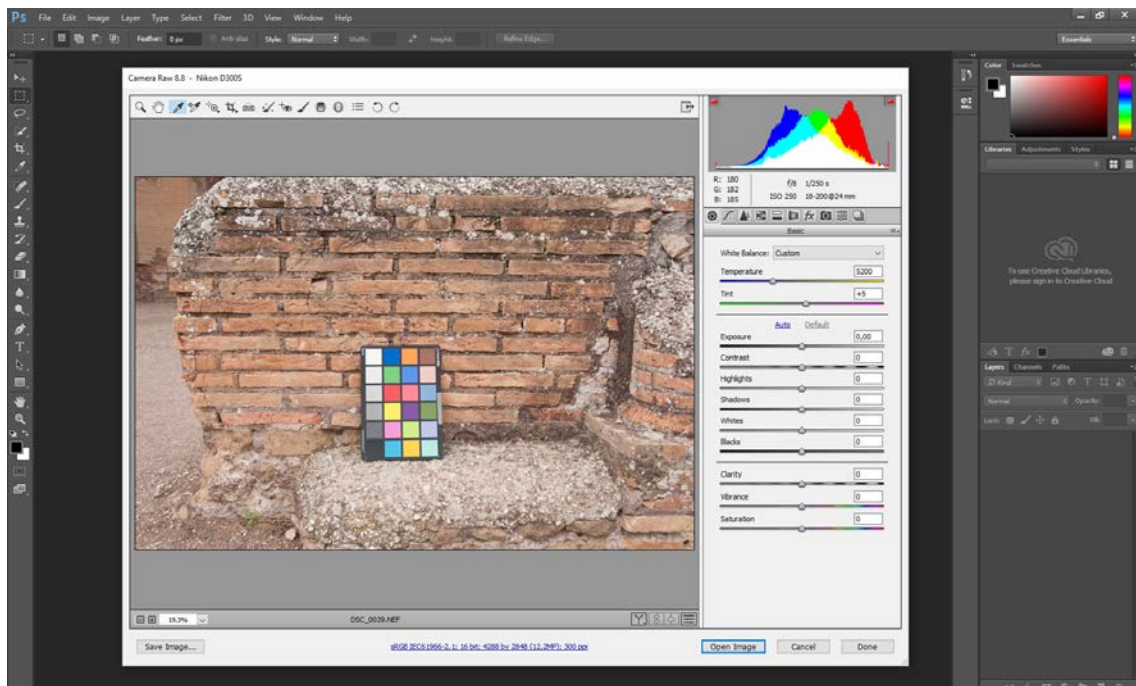 Ps File Edit Image Layer Type Select Filter 3D View Window Help
Feather: 0 px Anti-alias Style: Normal Width: Height: Refine Edge... Essentials
Camera Raw 8.8 - Nikon D300S
Color Swatches
Libraries Adjustments Styles
To use Creative Cloud Libraries,
please sign in to Creative Cloud
R: 180
G: 182
B: 185
f/8 1/250 s
ISO 250 18-200@24 mm
Basic
White Balance: Custom
Temperature 5200
Tint +5
Auto Default
Exposure 0,00
Contrast 0
Highlights 0
Shadows 0
Whites 0
Blacks 0
Clarity 0
Vibrance 0
Saturation 0
Layers Channels Paths
Kind
Normal Opacity:
Lock: Fill:
19.3% DSC_0039.NEF
Save Image... sRGB IEC61966-2.1; 16 bit; 4288 by 2848 (12.2MP); 300 ppi Open Image Cancel Done